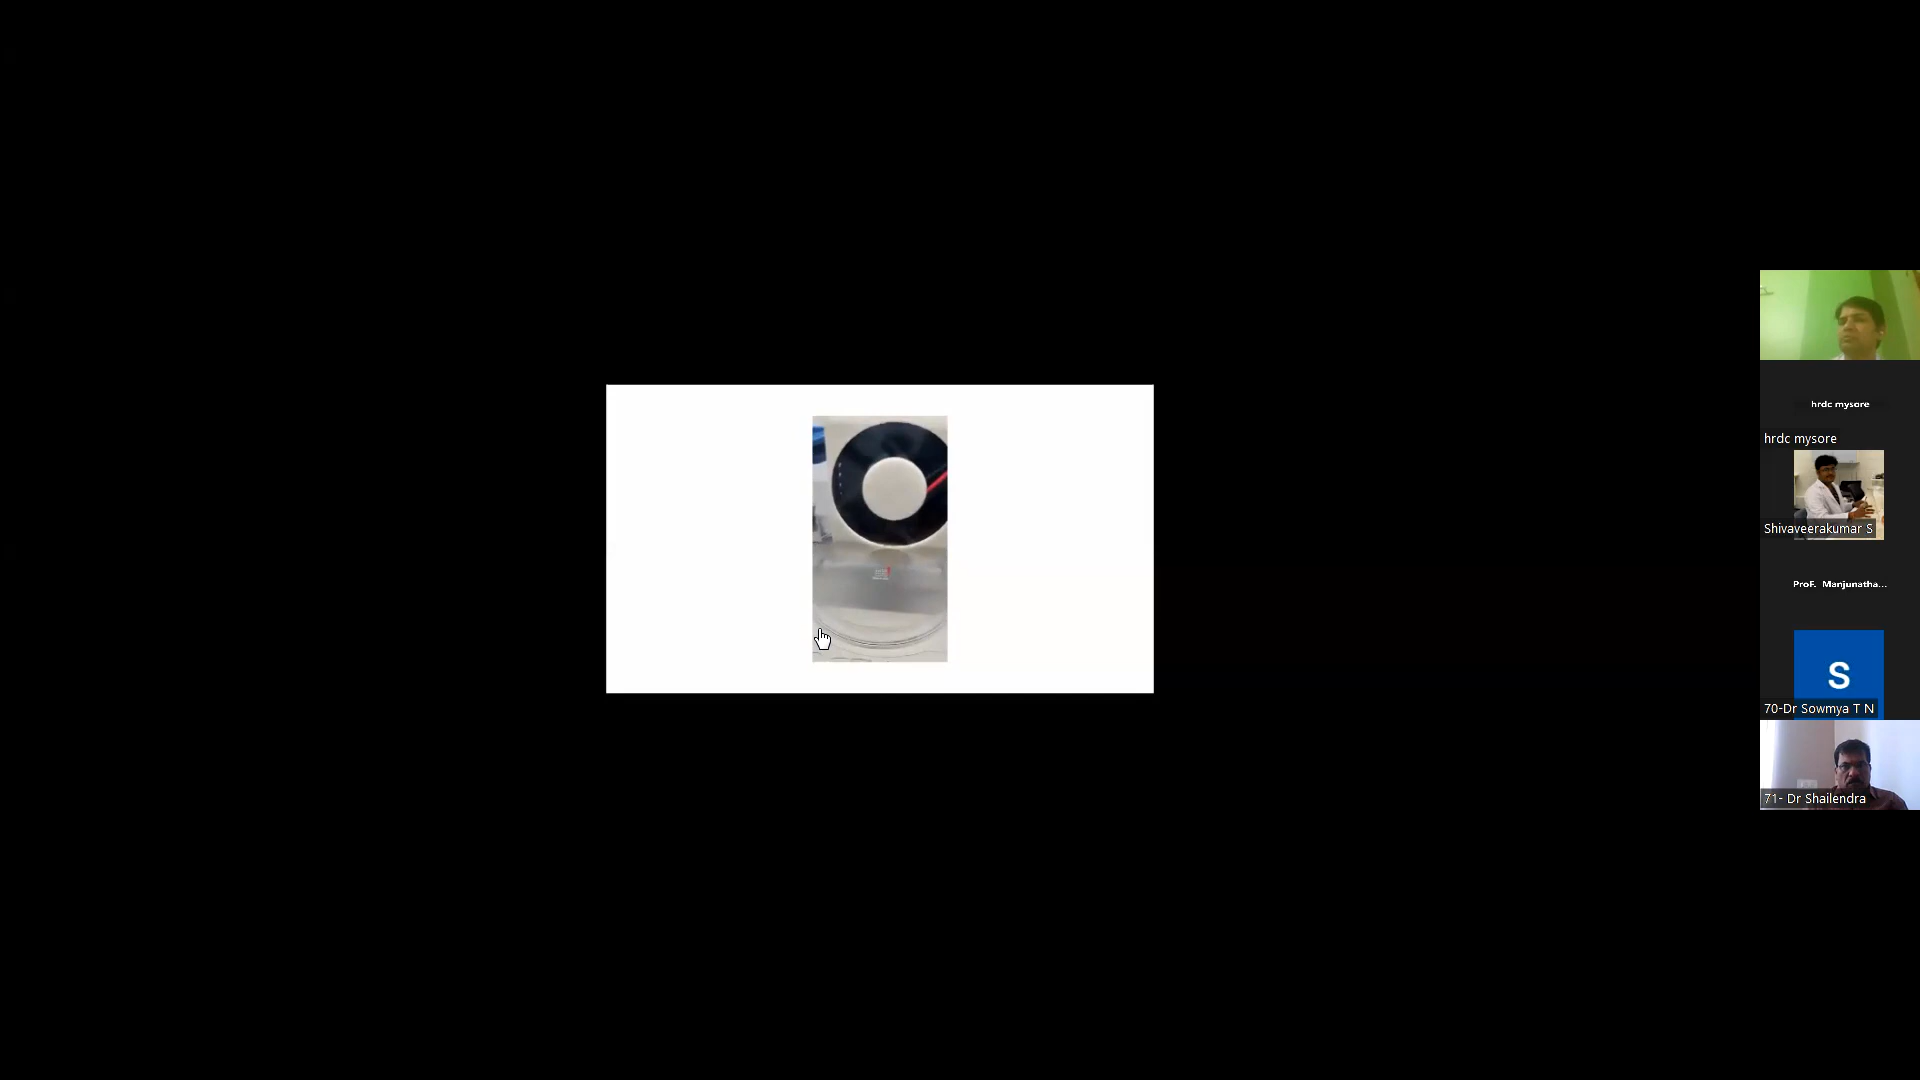 hrdc mysore
hrdc mysore
Shivaveerakumar S
ProF. Manjunatha...
S
70-Dr Sowmya T N
71- Dr Shailendra